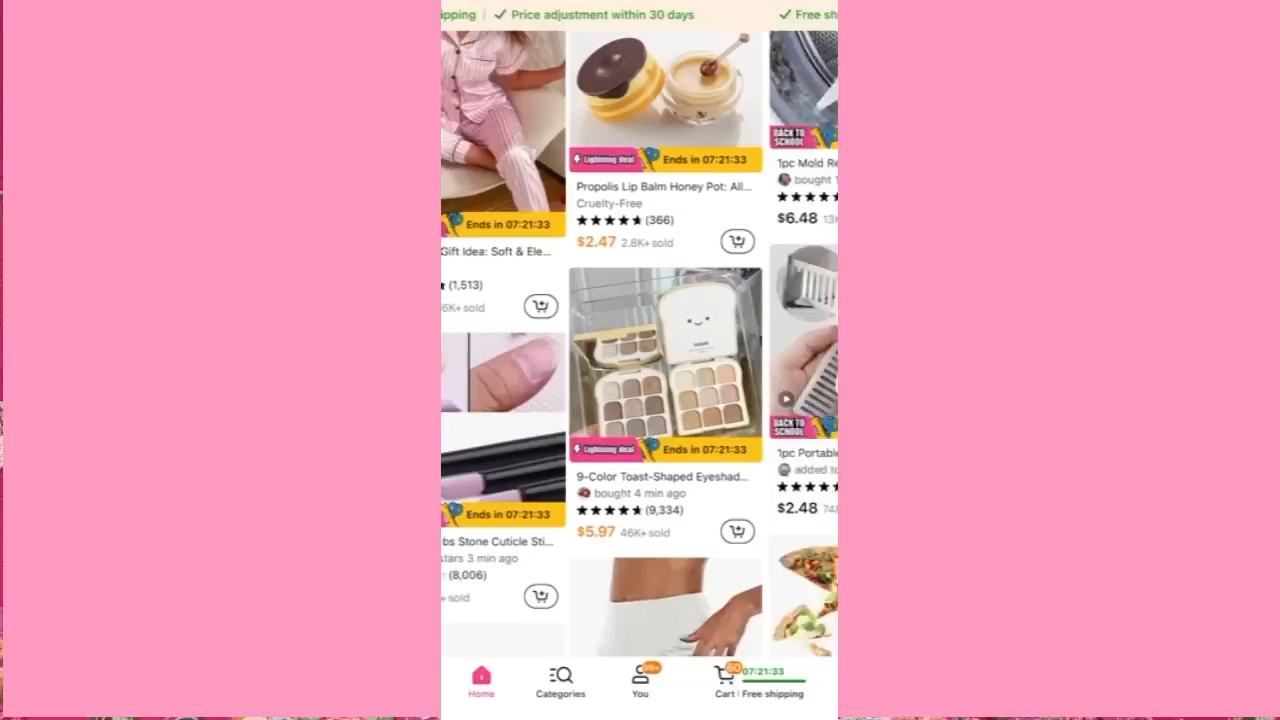 pping | ✓ Price adjustment within 30 days
✓ Free sh
Ends in 07:21:33
Gift Idea: Soft & Ele...
(1,513)
6K+ sold
Ends in 07:21:33
bs Stone Cuticle Sti...
stars 3 min ago
(8,006)
+ sold
Lightning deal
Ends in 07:21:33
Propolis Lip Balm Honey Pot: All...
Cruelty-Free
(366)
$2.47 2.8K+ sold
Lightning deal
Ends in 07:21:33
9-Color Toast-Shaped Eyeshad...
bought 4 min ago
(9,334)
$5.97 46K+ sold
BACK TO
SCHOOL
1pc Mold Re
bought 1
$6.48 13K
BACK TO
SCHOOL
1pc Portable
added to
$2.48 74
Home
Categories
99+
You
60
Cart
07:21:33
Free shipping